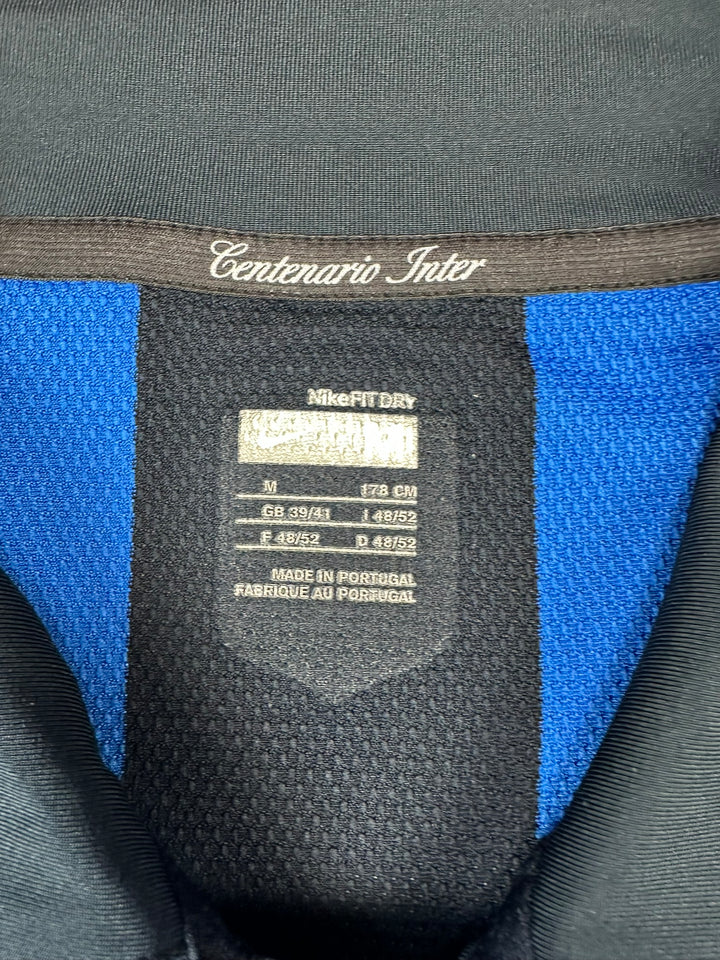 Centenario Inter
NikeFIT DRY
M
M 178 CM
GB 39/41 I 48/52
F 48/52 D 48/52
MADE IN PORTUGAL
FABRIQUE AU PORTUGAL